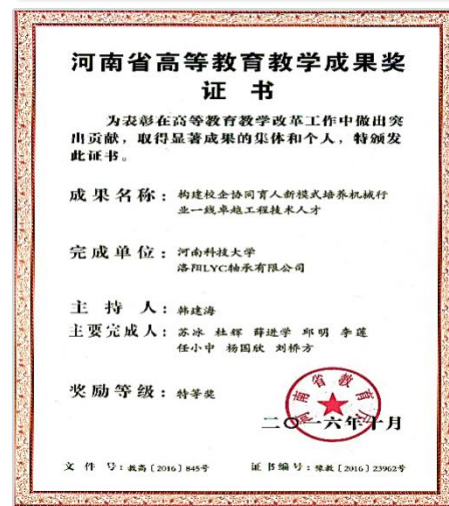 河南省高等教育教学成果奖
证 书
为表彰在高等教育教学改革工作中做出突
出贡献，取得显著成果的集体和个人，特颁发
此证书。
成果名称：构建校企协同育人新模式培养机械行
业一线卓越工程技术人才
完成单位：河南科技大学
洛阳LYC轴承有限公司
主 持 人：韩建海
主要完成人：苏冰 杜辉 薛进学 邱明 李莲
任小中 杨国欣 刘桥方
奖励等级：特等奖
河南省教育厅
二〇一六年十月
文 件 号：教高〔2016〕845号 证书编号：豫教〔2016〕23962号